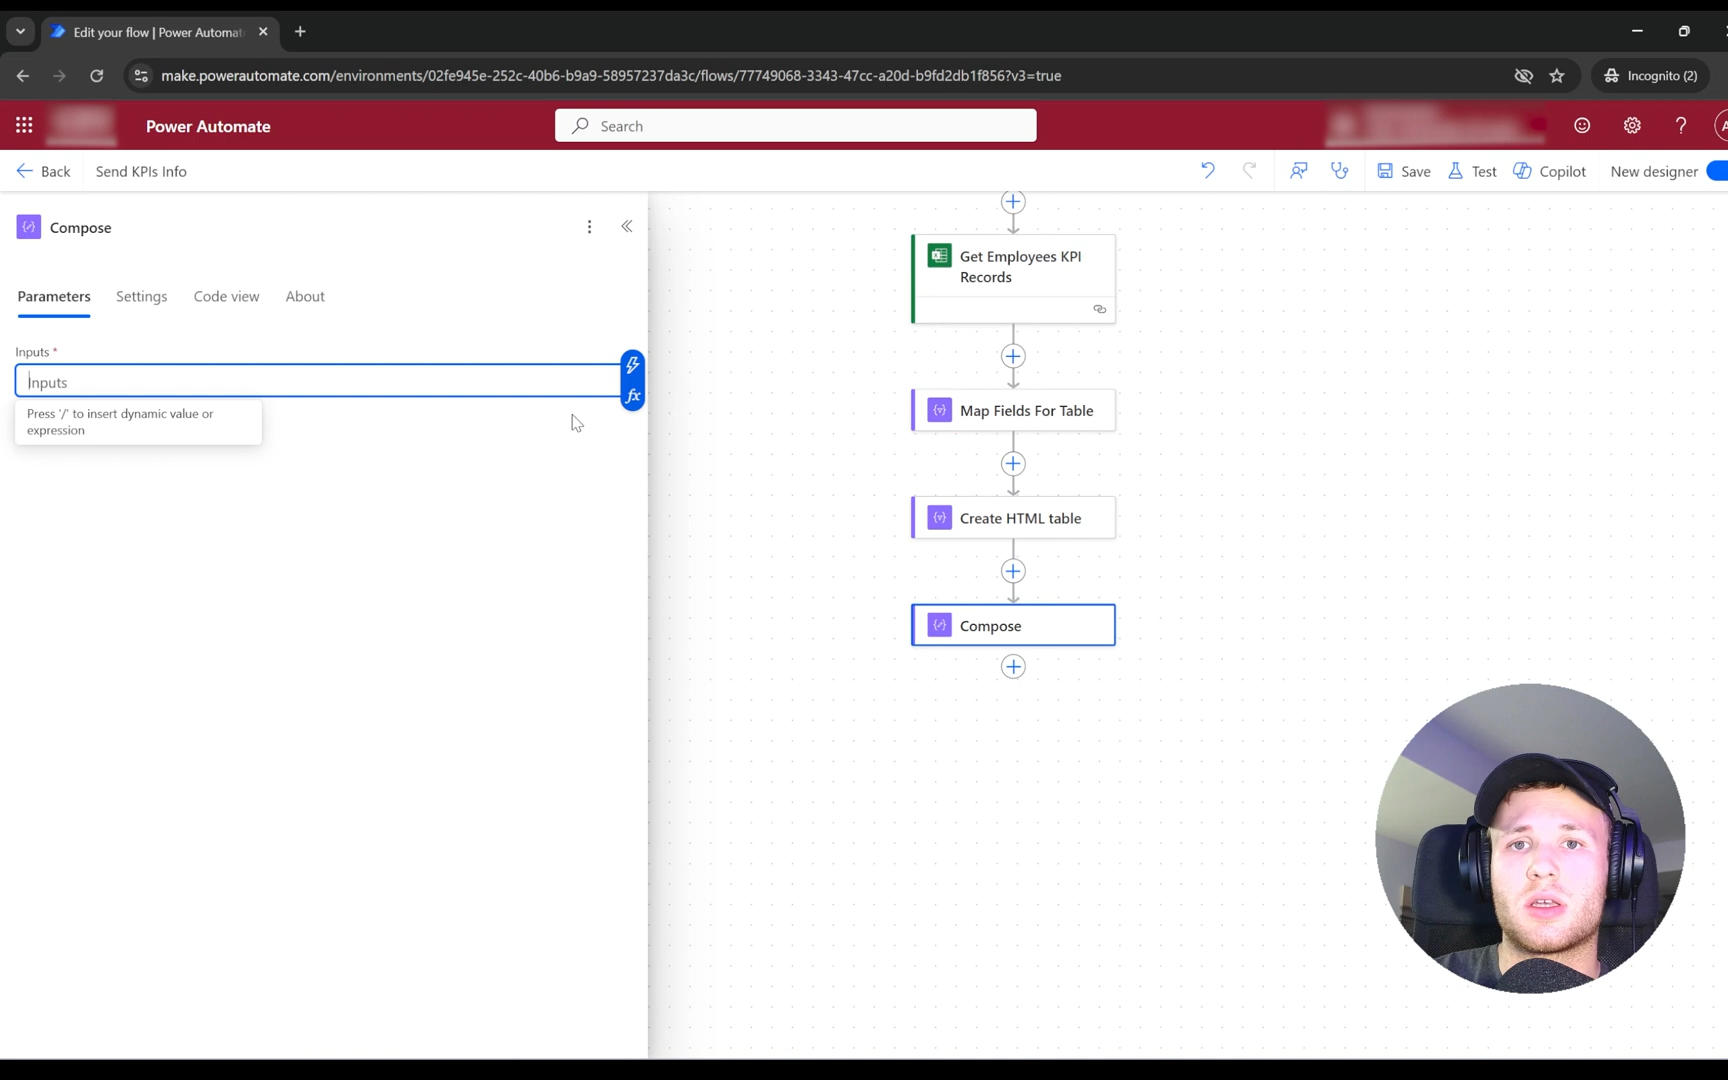 Edit your flow | Power Automat
make.powerautomate.com/environments/02fe945e-252c-40b6-b9a9-58957237da3c/flows/77749068-3343-47cc-a20d-b9fd2db1f856?v3=true
Incognito (2)
Power Automate
Search
Back
Send KPIs Info
Save
Test
Copilot
New designer
Compose
Parameters
Settings
Code view
About
Inputs *
Inputs
fx
Press '/' to insert dynamic value or
expression
Get Employees KPI
Records
Map Fields For Table
Create HTML table
Compose